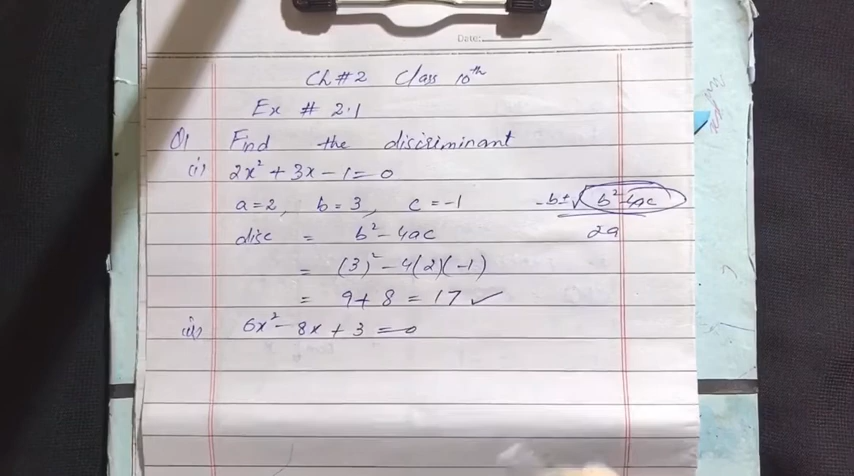 Date:
Ch # 2 Class 10th
Ex # 2.1
Q1 Find the discriminant
(i) 2x² + 3x - 1 = 0
a = 2, b = 3, c = -1
-b ± √b² - 4ac
2a
disc = b² - 4ac
= (3)² - 4(2)(-1)
= 9 + 8 = 17 ✓
(ii) 6x² - 8x + 3 = 0